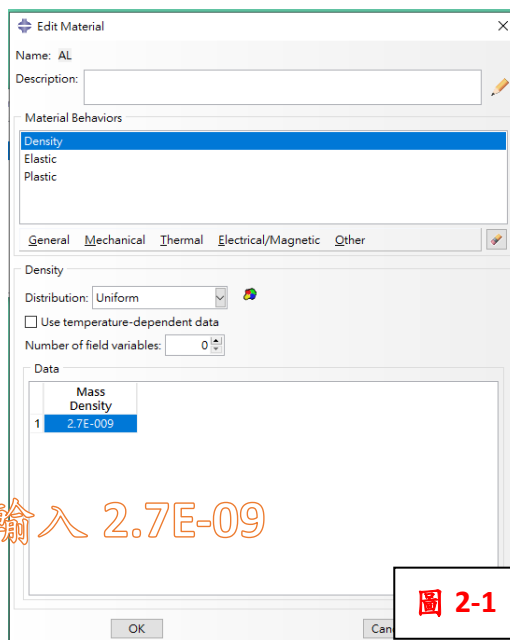 Edit Material
Name: AL
Description:
Material Behaviors
Density
Elastic
Plastic
General Mechanical Thermal Electrical/Magnetic Other
Density
Distribution: Uniform
Use temperature-dependent data
Number of field variables: 0
Data
Mass
Density
1 2.7E-009
輸入 2.7E-09
圖 2-1
OK